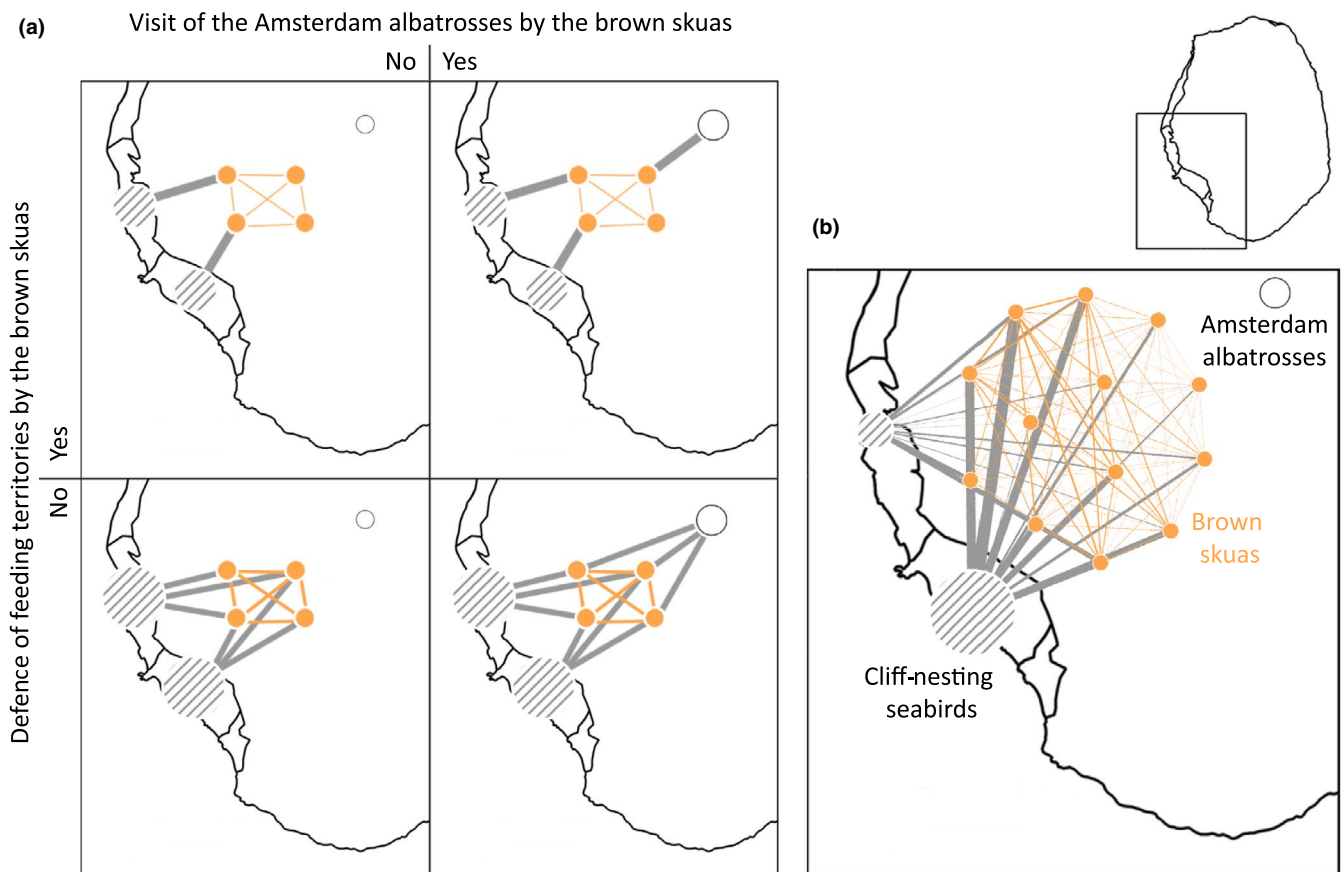 (a)
Visit of the Amsterdam albatrosses by the brown skuas
No
Yes
Defence of feeding territories by the brown skuas
Yes
No
(b)
Amsterdam
albatrosses
Brown
skuas
Cliff-nesting
seabirds